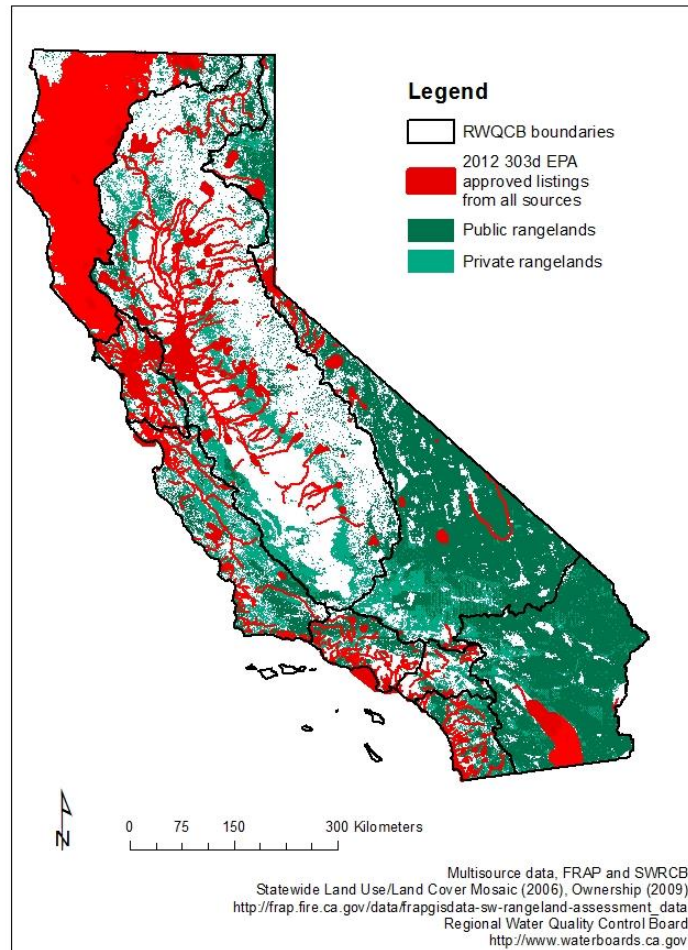 Legend
RWQCB boundaries
2012 303d EPA
approved listings
from all sources
Public rangelands
Private rangelands
N
0 75 150 300 Kilometers
Multisource data, FRAP and SWRCB
Statewide Land Use/Land Cover Mosaic (2006), Ownership (2009)
http://frap.fire.ca.gov/data/frapgisdata-sw-rangeland-assessment_data
Regional Water Quality Control Board
http://www.waterboards.ca.gov